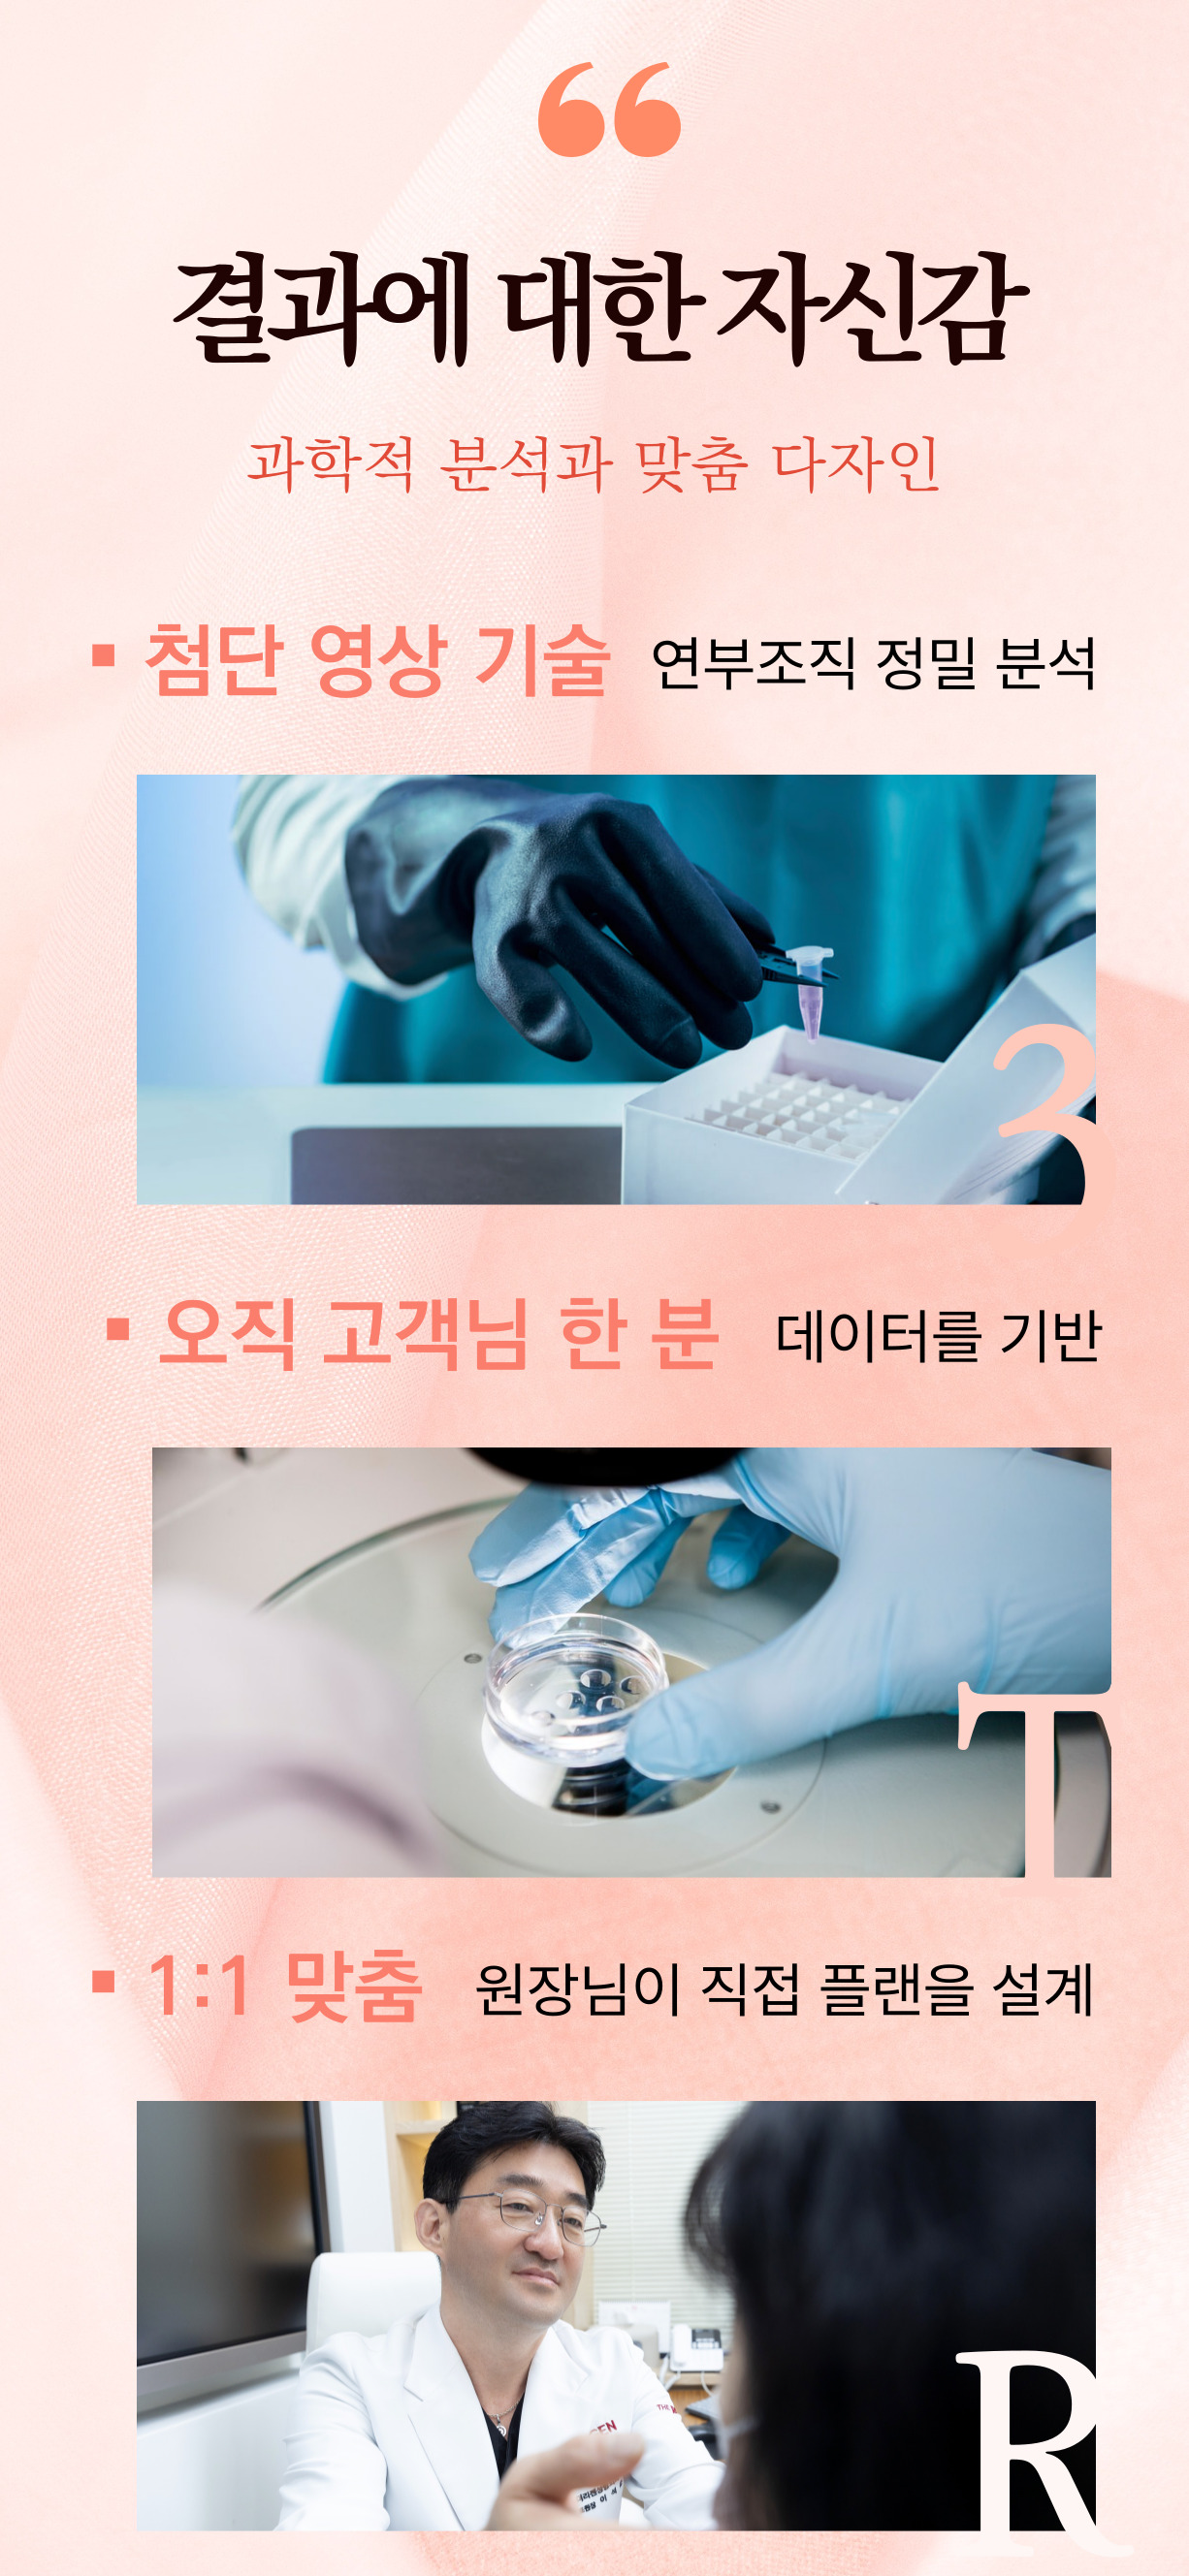 “
결과에 대한 자신감
과학적 분석과 맞춤 다자인
▪ 첨단 영상 기술 연부조직 정밀 분석
3
▪ 오직 고객님 한 분 데이터를 기반
T
▪ 1:1 맞춤 원장님이 직접 플랜을 설계
THE
R